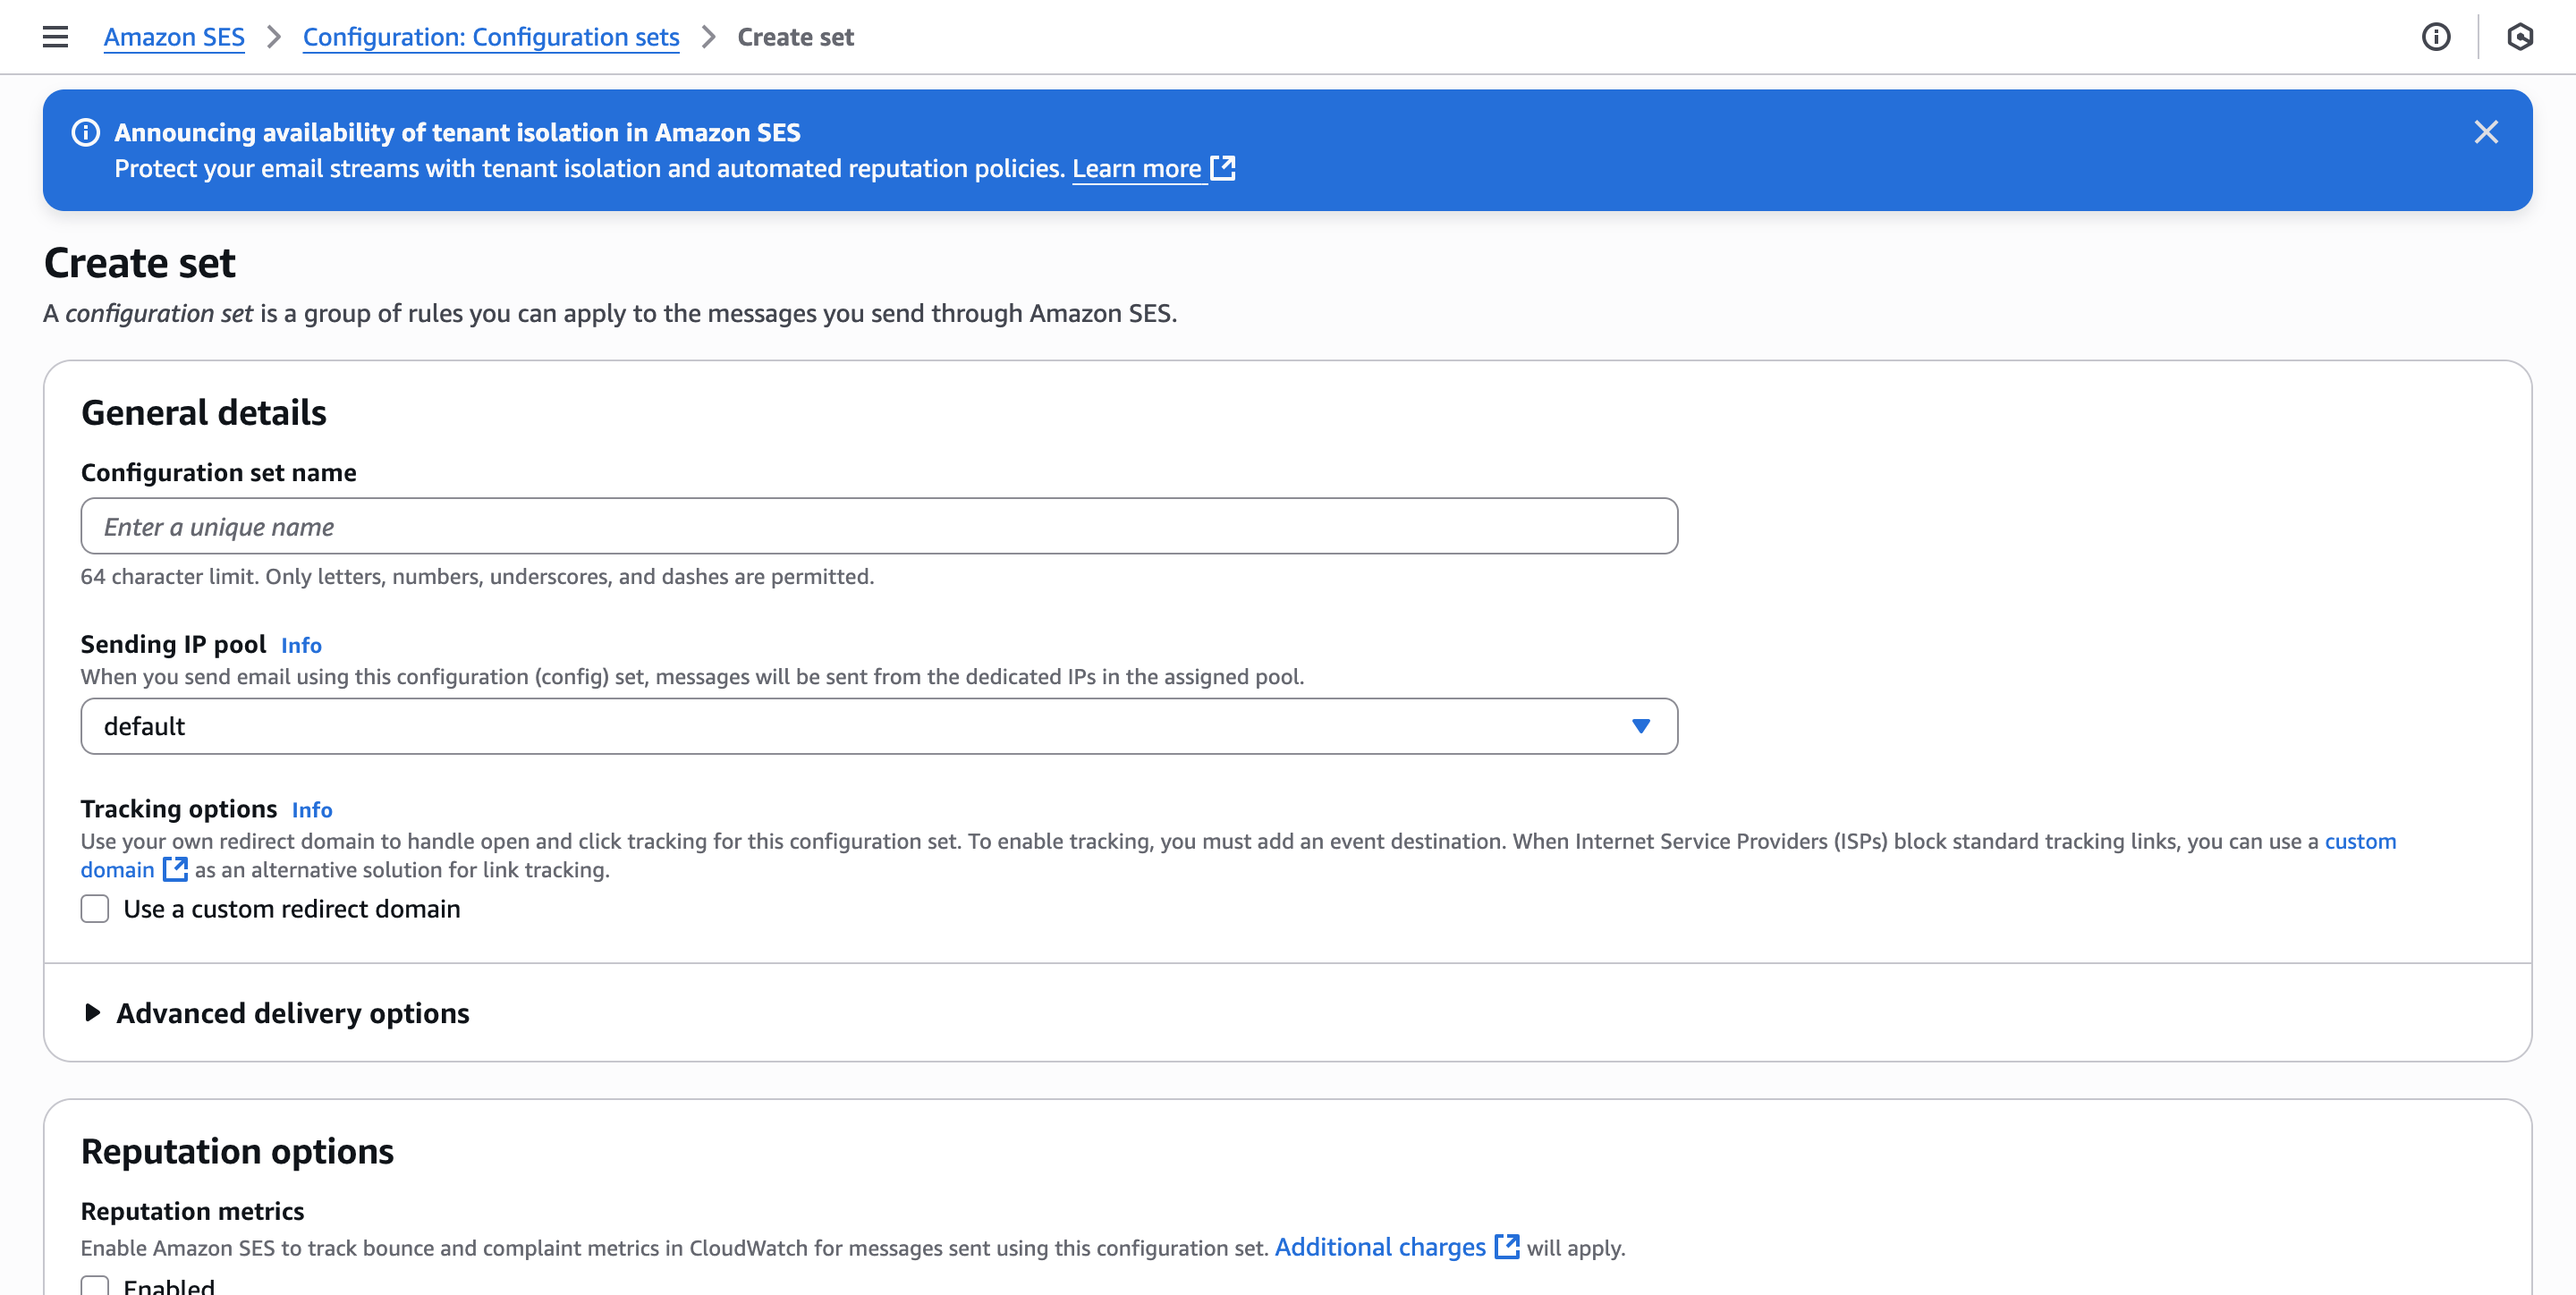 Amazon SES > Configuration: Configuration sets > Create set
Announcing availability of tenant isolation in Amazon SES
Protect your email streams with tenant isolation and automated reputation policies. Learn more
Create set
A configuration set is a group of rules you can apply to the messages you send through Amazon SES.
General details
Configuration set name
Enter a unique name
64 character limit. Only letters, numbers, underscores, and dashes are permitted.
Sending IP pool Info
When you send email using this configuration (config) set, messages will be sent from the dedicated IPs in the assigned pool.
default
Tracking options Info
Use your own redirect domain to handle open and click tracking for this configuration set. To enable tracking, you must add an event destination. When Internet Service Providers (ISPs) block standard tracking links, you can use a custom
domain as an alternative solution for link tracking.
Use a custom redirect domain
Advanced delivery options
Reputation options
Reputation metrics
Enable Amazon SES to track bounce and complaint metrics in CloudWatch for messages sent using this configuration set. Additional charges will apply.
Enabled